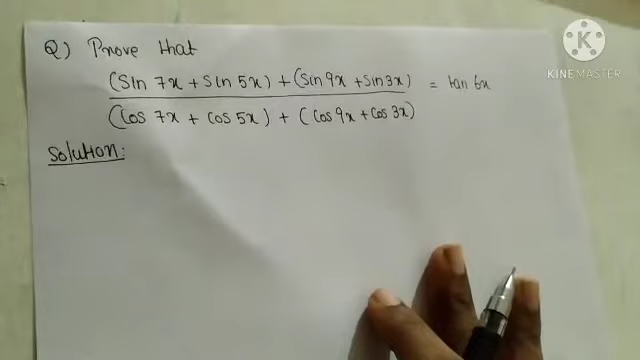 Q) Prove that
(Sin 7x + Sin 5x) + (Sin 9x + Sin 3x) = tan 6x
(Cos 7x + Cos 5x) + (Cos 9x + Cos 3x)
Solution:
K
KINEMASTER